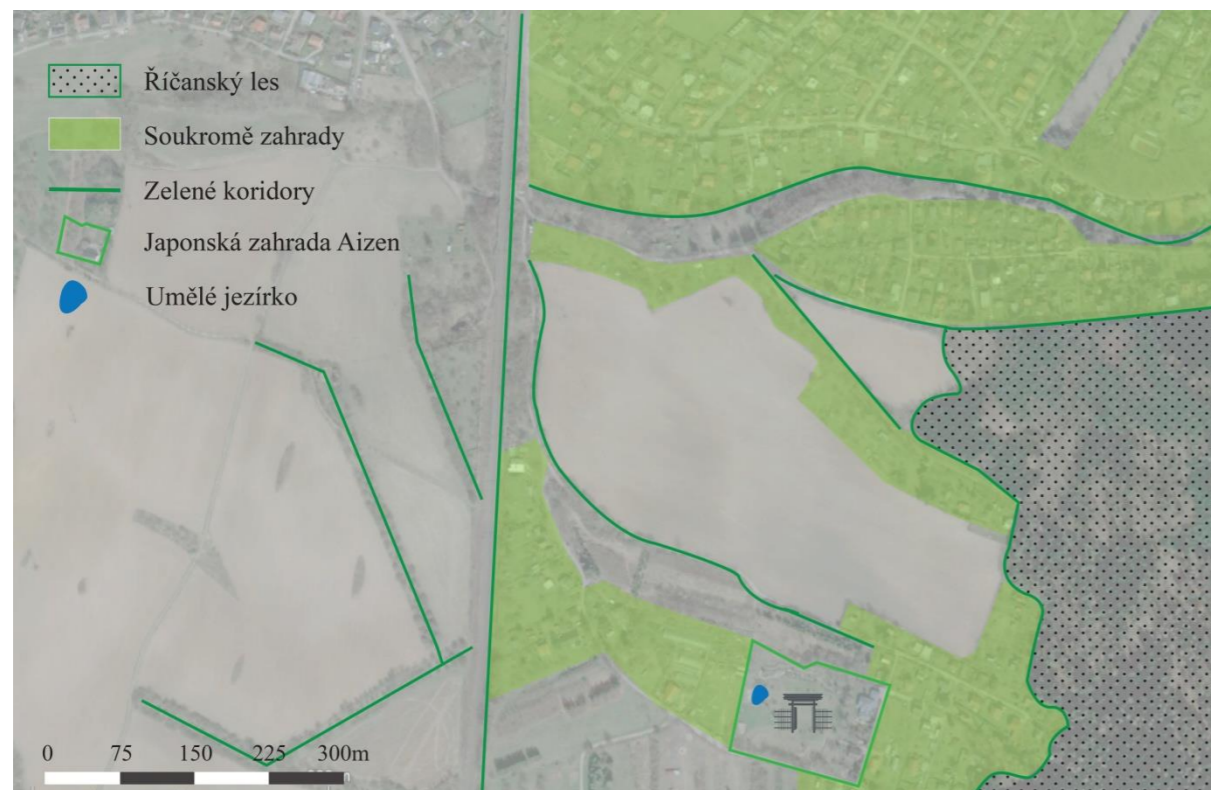 Říčanský les
Soukromě zahrady
Zelené koridory
Japonská zahrada Aizen
Umělé jezírko
0 75 150 225 300m